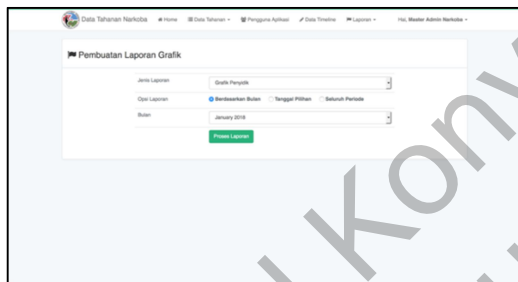 Data Tahanan Narkoba Home Data Tahanan Pengguna Aplikasi Data Timeline Laporan Hai, Master Admin Narkoba
Pembuatan Laporan Grafik
Jenis Laporan Grafik Penyidik
Opsi Laporan Berdasarkan Bulan Tanggal Pilihan Seluruh Periode
Bulan January 2018
Proses Laporan